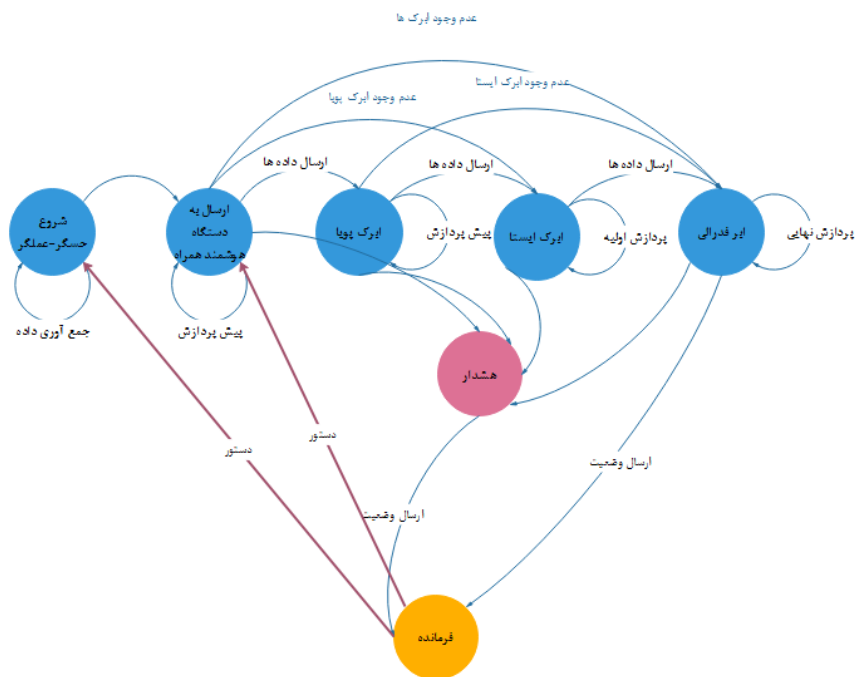 عدم وجود ابرک ها
عدم وجود ابرک ایستا
عدم وجود ابرک پویا
ارسال داده ها
ارسال داده ها
ارسال داده ها
شروع
حسگر-عملگر
ارسال به
دستگاه
هوشمند همراه
ابرک پویا
پیش پردازش
ابرک ایستا
پردازش اولیه
ابر فدرالی
پردازش نهایی
جمع آوری داده
پیش پردازش
هشدار
دستور
دستور
ارسال وضعیت
ارسال وضعیت
فرمانده